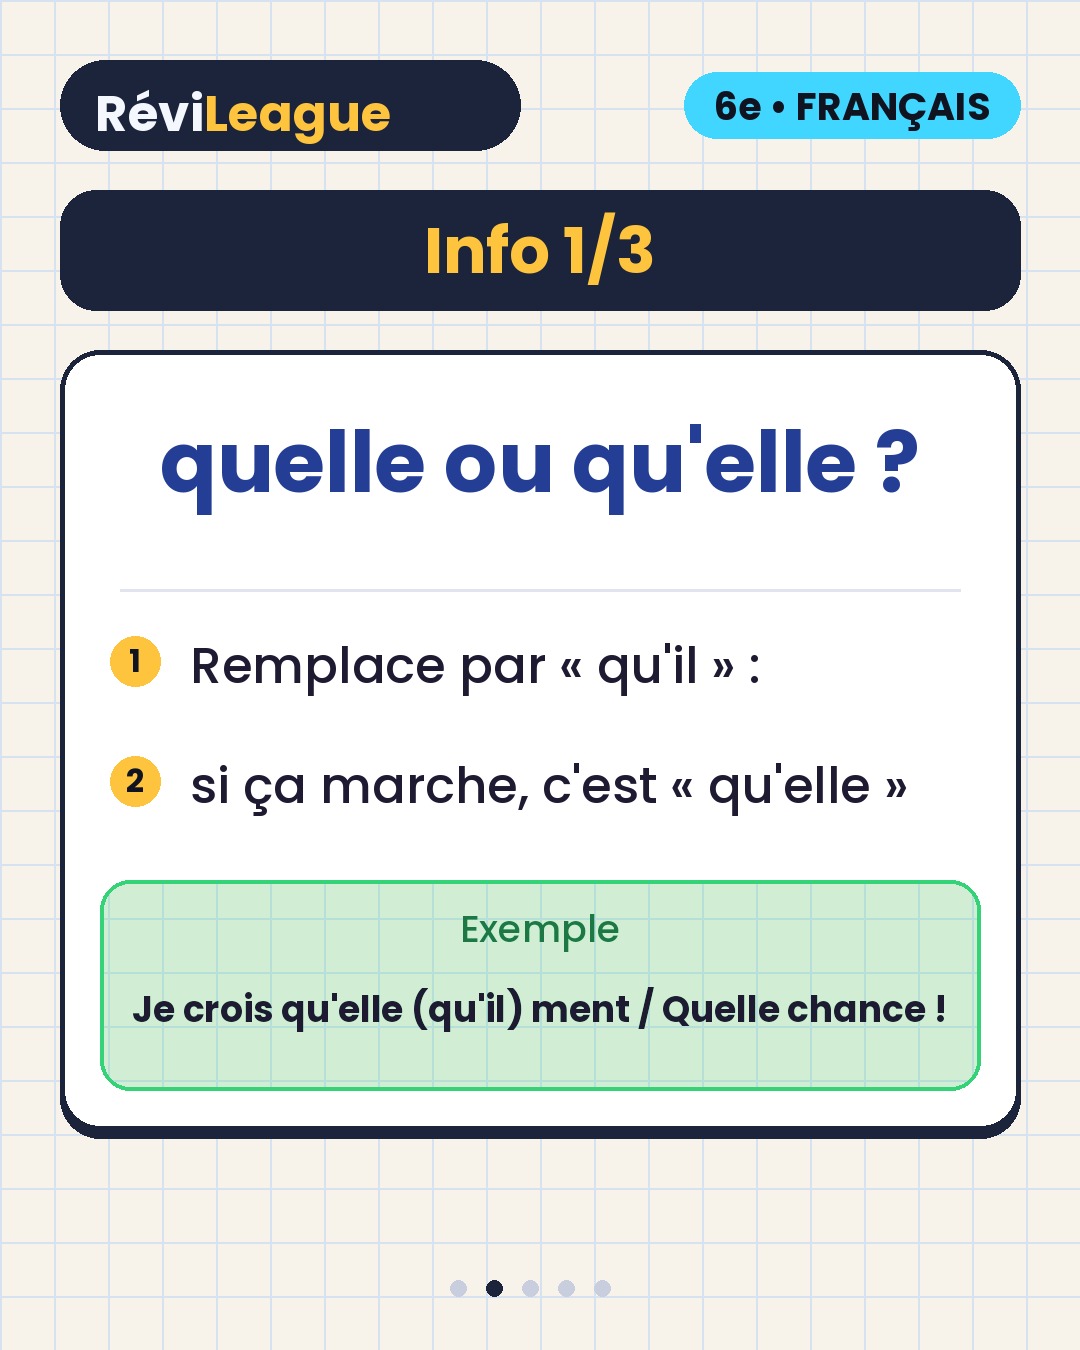 RéviLeague
6e • FRANÇAIS
Info 1/3
quelle ou qu'elle ?
1 Remplace par « qu'il » :
2 si ça marche, c'est « qu'elle »
Exemple
Je crois qu'elle (qu'il) ment / Quelle chance !